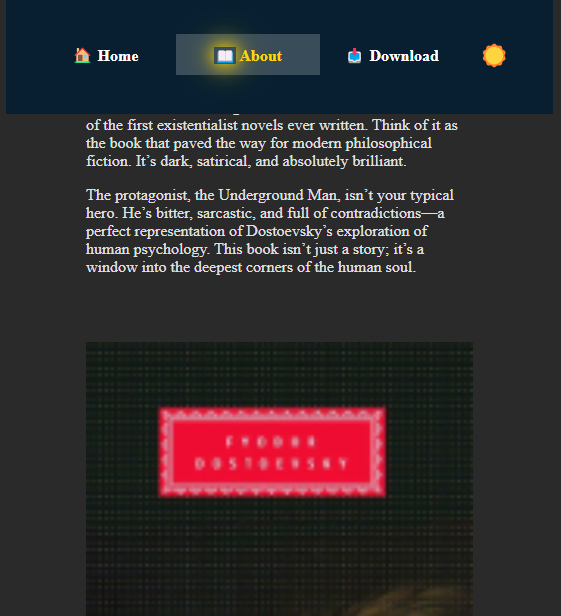 Home
About
Download
of the first existentialist novels ever written. Think of it as
the book that paved the way for modern philosophical
fiction. It’s dark, satirical, and absolutely brilliant.
The protagonist, the Underground Man, isn’t your typical
hero. He’s bitter, sarcastic, and full of contradictions—a
perfect representation of Dostoevsky’s exploration of
human psychology. This book isn’t just a story; it’s a
window into the deepest corners of the human soul.
FYODOR
DOSTOEVSKY